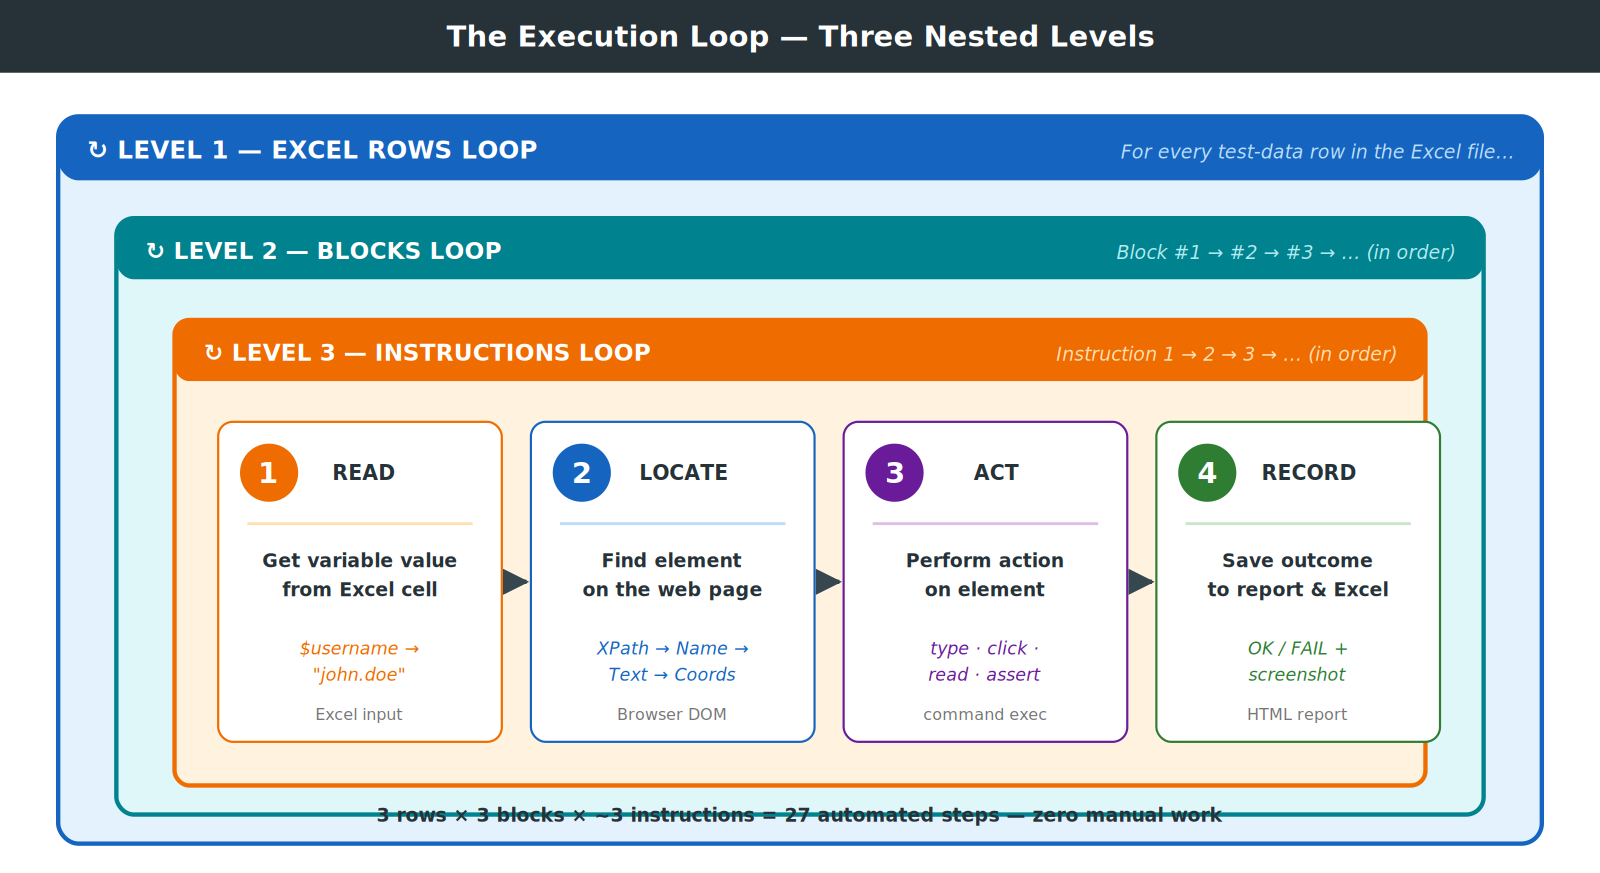 The Execution Loop — Three Nested Levels
↻ LEVEL 1 — EXCEL ROWS LOOP
For every test-data row in the Excel file…
↻ LEVEL 2 — BLOCKS LOOP
Block #1 → #2 → #3 → … (in order)
↻ LEVEL 3 — INSTRUCTIONS LOOP
Instruction 1 → 2 → 3 → … (in order)
1 READ
Get variable value
from Excel cell
$username →
"john.doe"
Excel input
2 LOCATE
Find element
on the web page
XPath → Name →
Text → Coords
Browser DOM
3 ACT
Perform action
on element
type · click ·
read · assert
command exec
4 RECORD
Save outcome
to report & Excel
OK / FAIL +
screenshot
HTML report
3 rows × 3 blocks × ~3 instructions = 27 automated steps — zero manual work